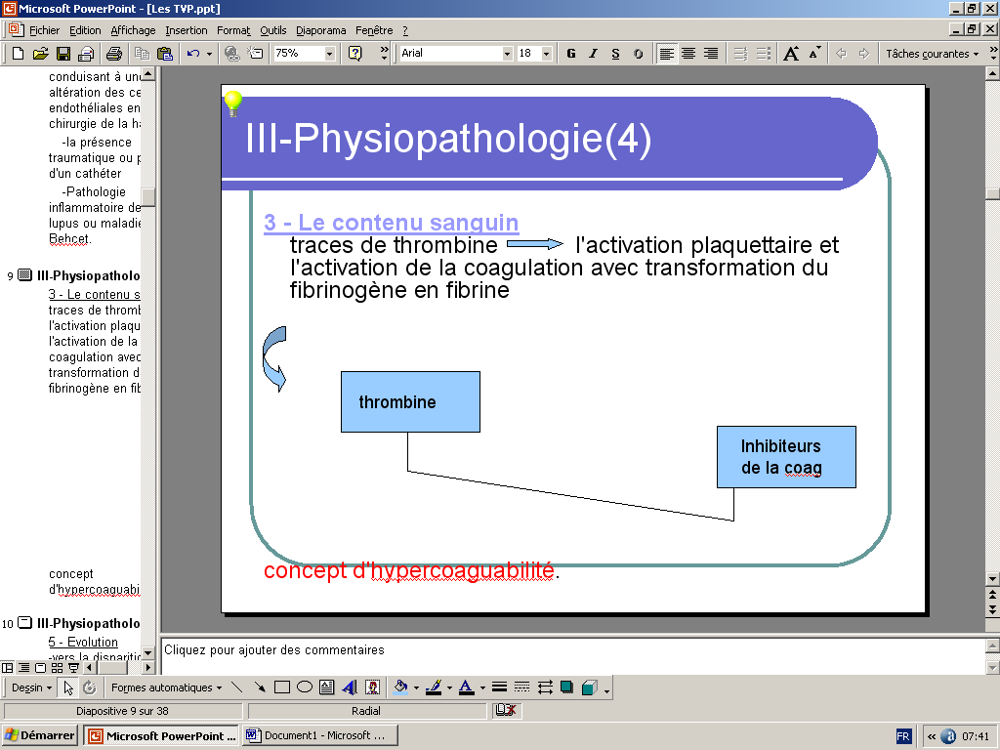 Microsoft PowerPoint - [Les TVP.ppt]
Fichier Edition Affichage Insertion Format Outils Diaporama Fenêtre ?
75% Arial 18 G I S O A A Tâches courantes
conduisant à une
altération des ce
endothéliales en
chirurgie de la ha
-la présence
traumatique ou p
d'un cathéter
-Pathologie
inflammatoire de
lupus ou maladie
Behcet.
9 III-Physiopatholo
3 - Le contenu s
traces de thromb
l'activation plaqu
l'activation de la
coagulation avec
transformation d
fibrinogène en fib
concept
d'hypercoaguabi
10 III-Physiopatholo
5 - Evolution
-vers la disparitio
III-Physiopathologie(4)
3 - Le contenu sanguin
traces de thrombine l'activation plaquettaire et
l'activation de la coagulation avec transformation du
fibrinogène en fibrine
thrombine
Inhibiteurs
de la coag
concept d'hypercoaguabilité.
Cliquez pour ajouter des commentaires
Dessin Formes automatiques
Diapositive 9 sur 38 Radial
Démarrer Microsoft PowerPoint ... Document1 - Microsoft ... FR « a 07:41